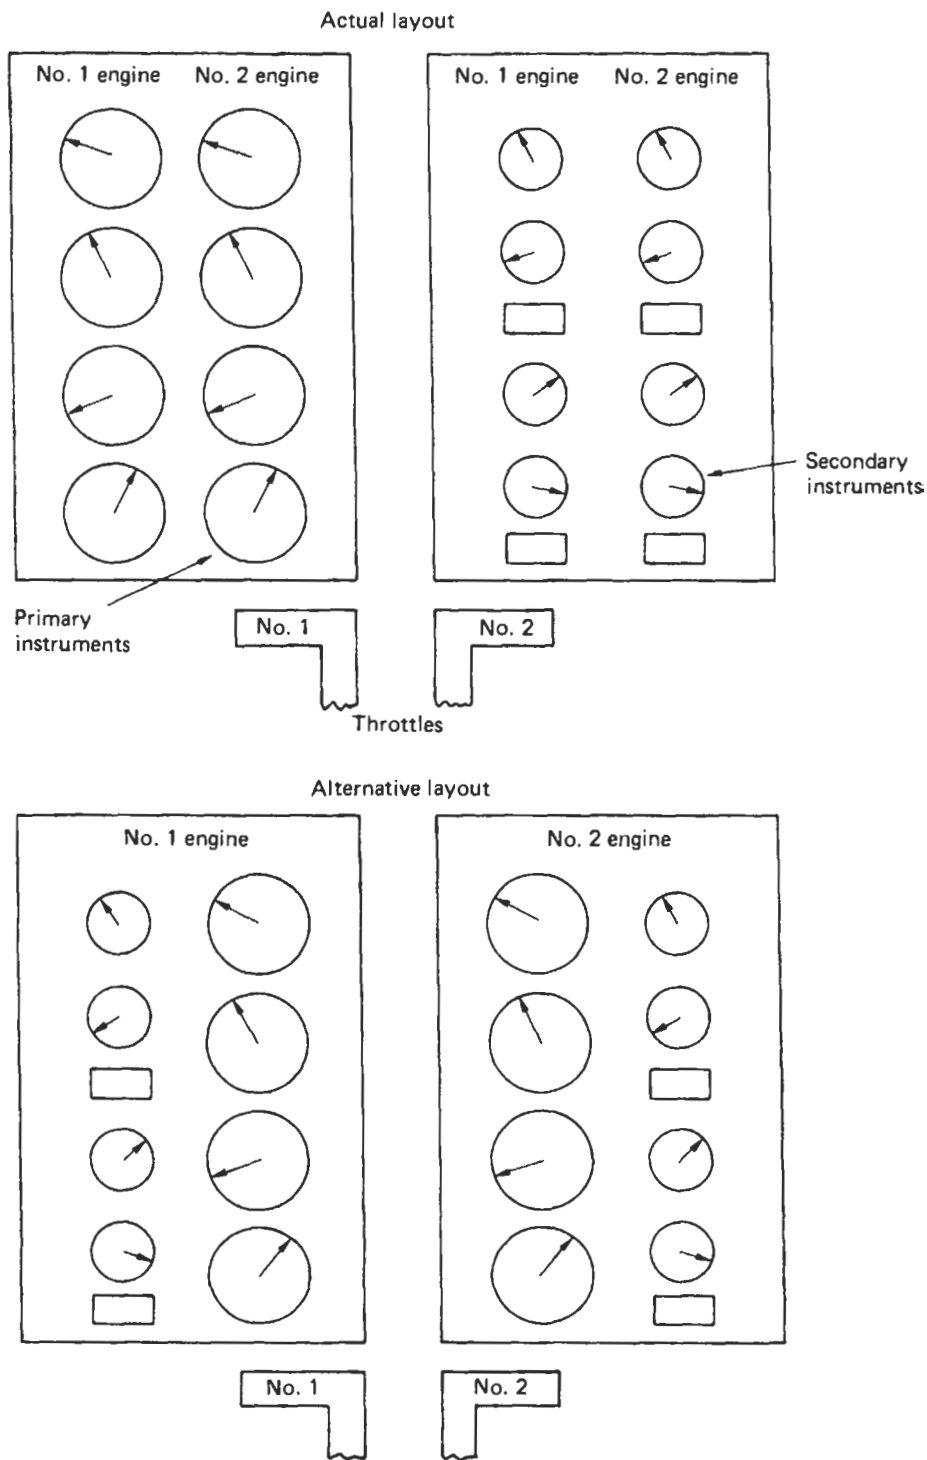 Actual layout
No. 1 engine
No. 2 engine
No. 1 engine
No. 2 engine
Secondary
instruments
Primary
instruments
No. 1
No. 2
Throttles
Alternative layout
No. 1 engine
No. 2 engine
No. 1
No. 2